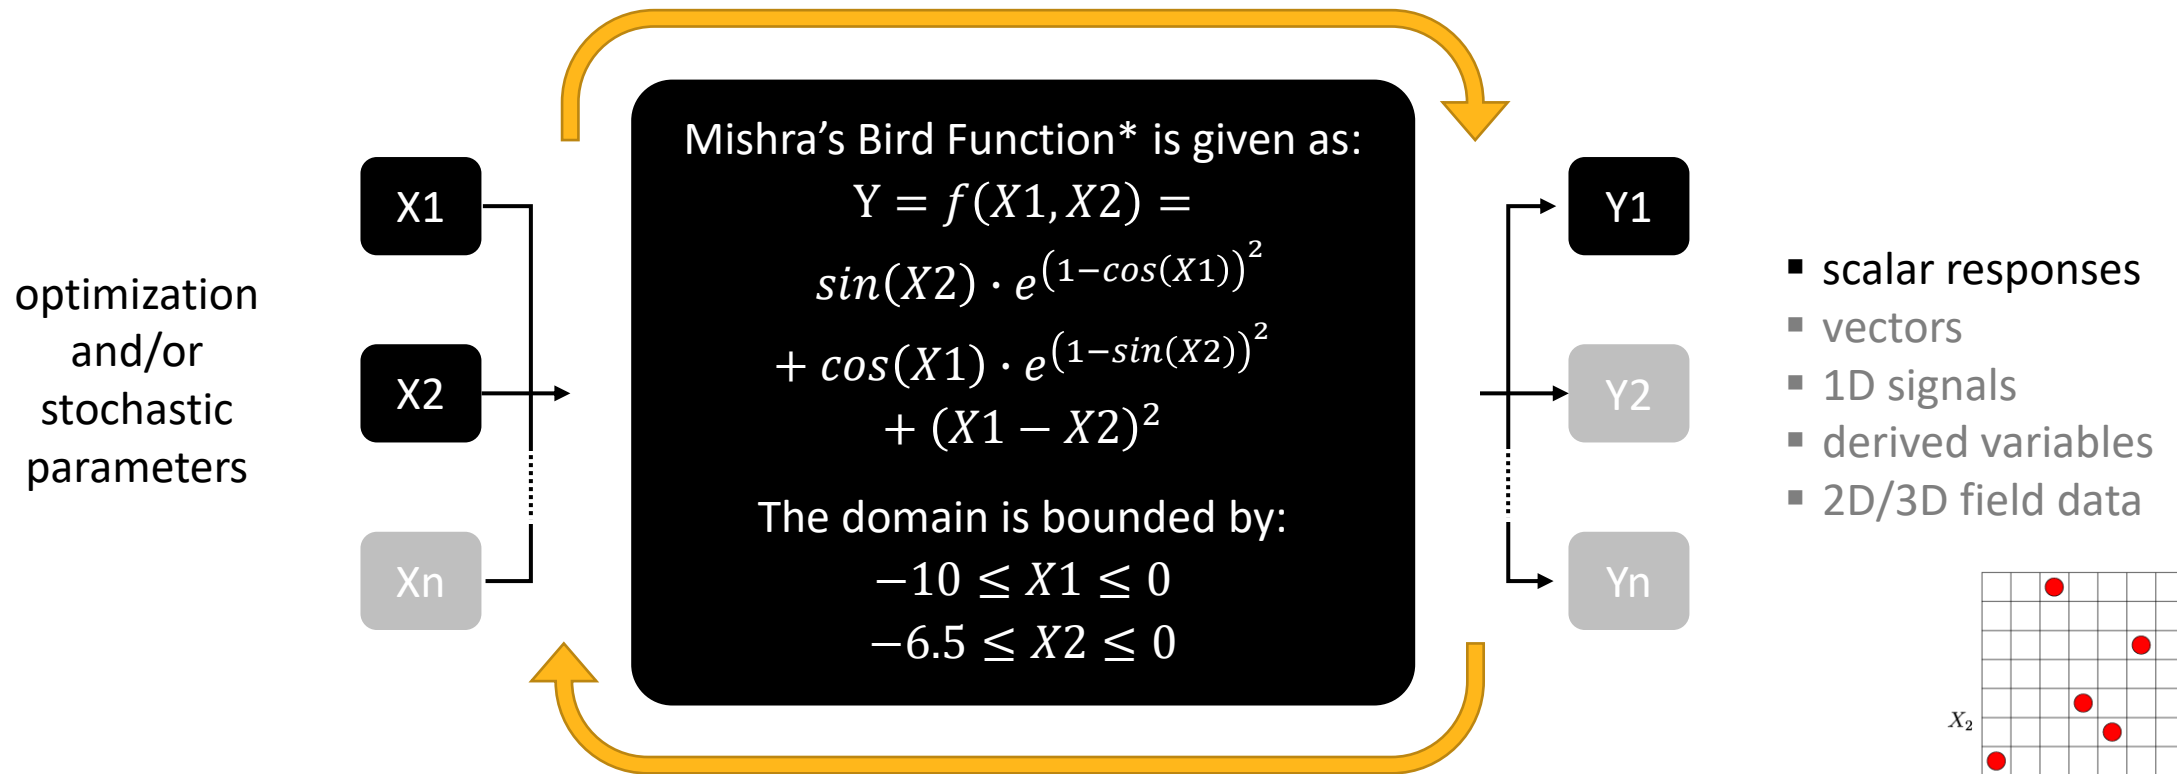 optimization
and/or
stochastic
parameters
X1
X2
Xn
Mishra's Bird Function* is given as:
Y = f(X1, X2) =
sin(X2) · e^(1−cos(X1))^2
+ cos(X1) · e^(1−sin(X2))^2
+ (X1 − X2)^2
The domain is bounded by:
−10 ≤ X1 ≤ 0
−6.5 ≤ X2 ≤ 0
Y1
Y2
Yn
▪ scalar responses
▪ vectors
▪ 1D signals
▪ derived variables
▪ 2D/3D field data
X₂